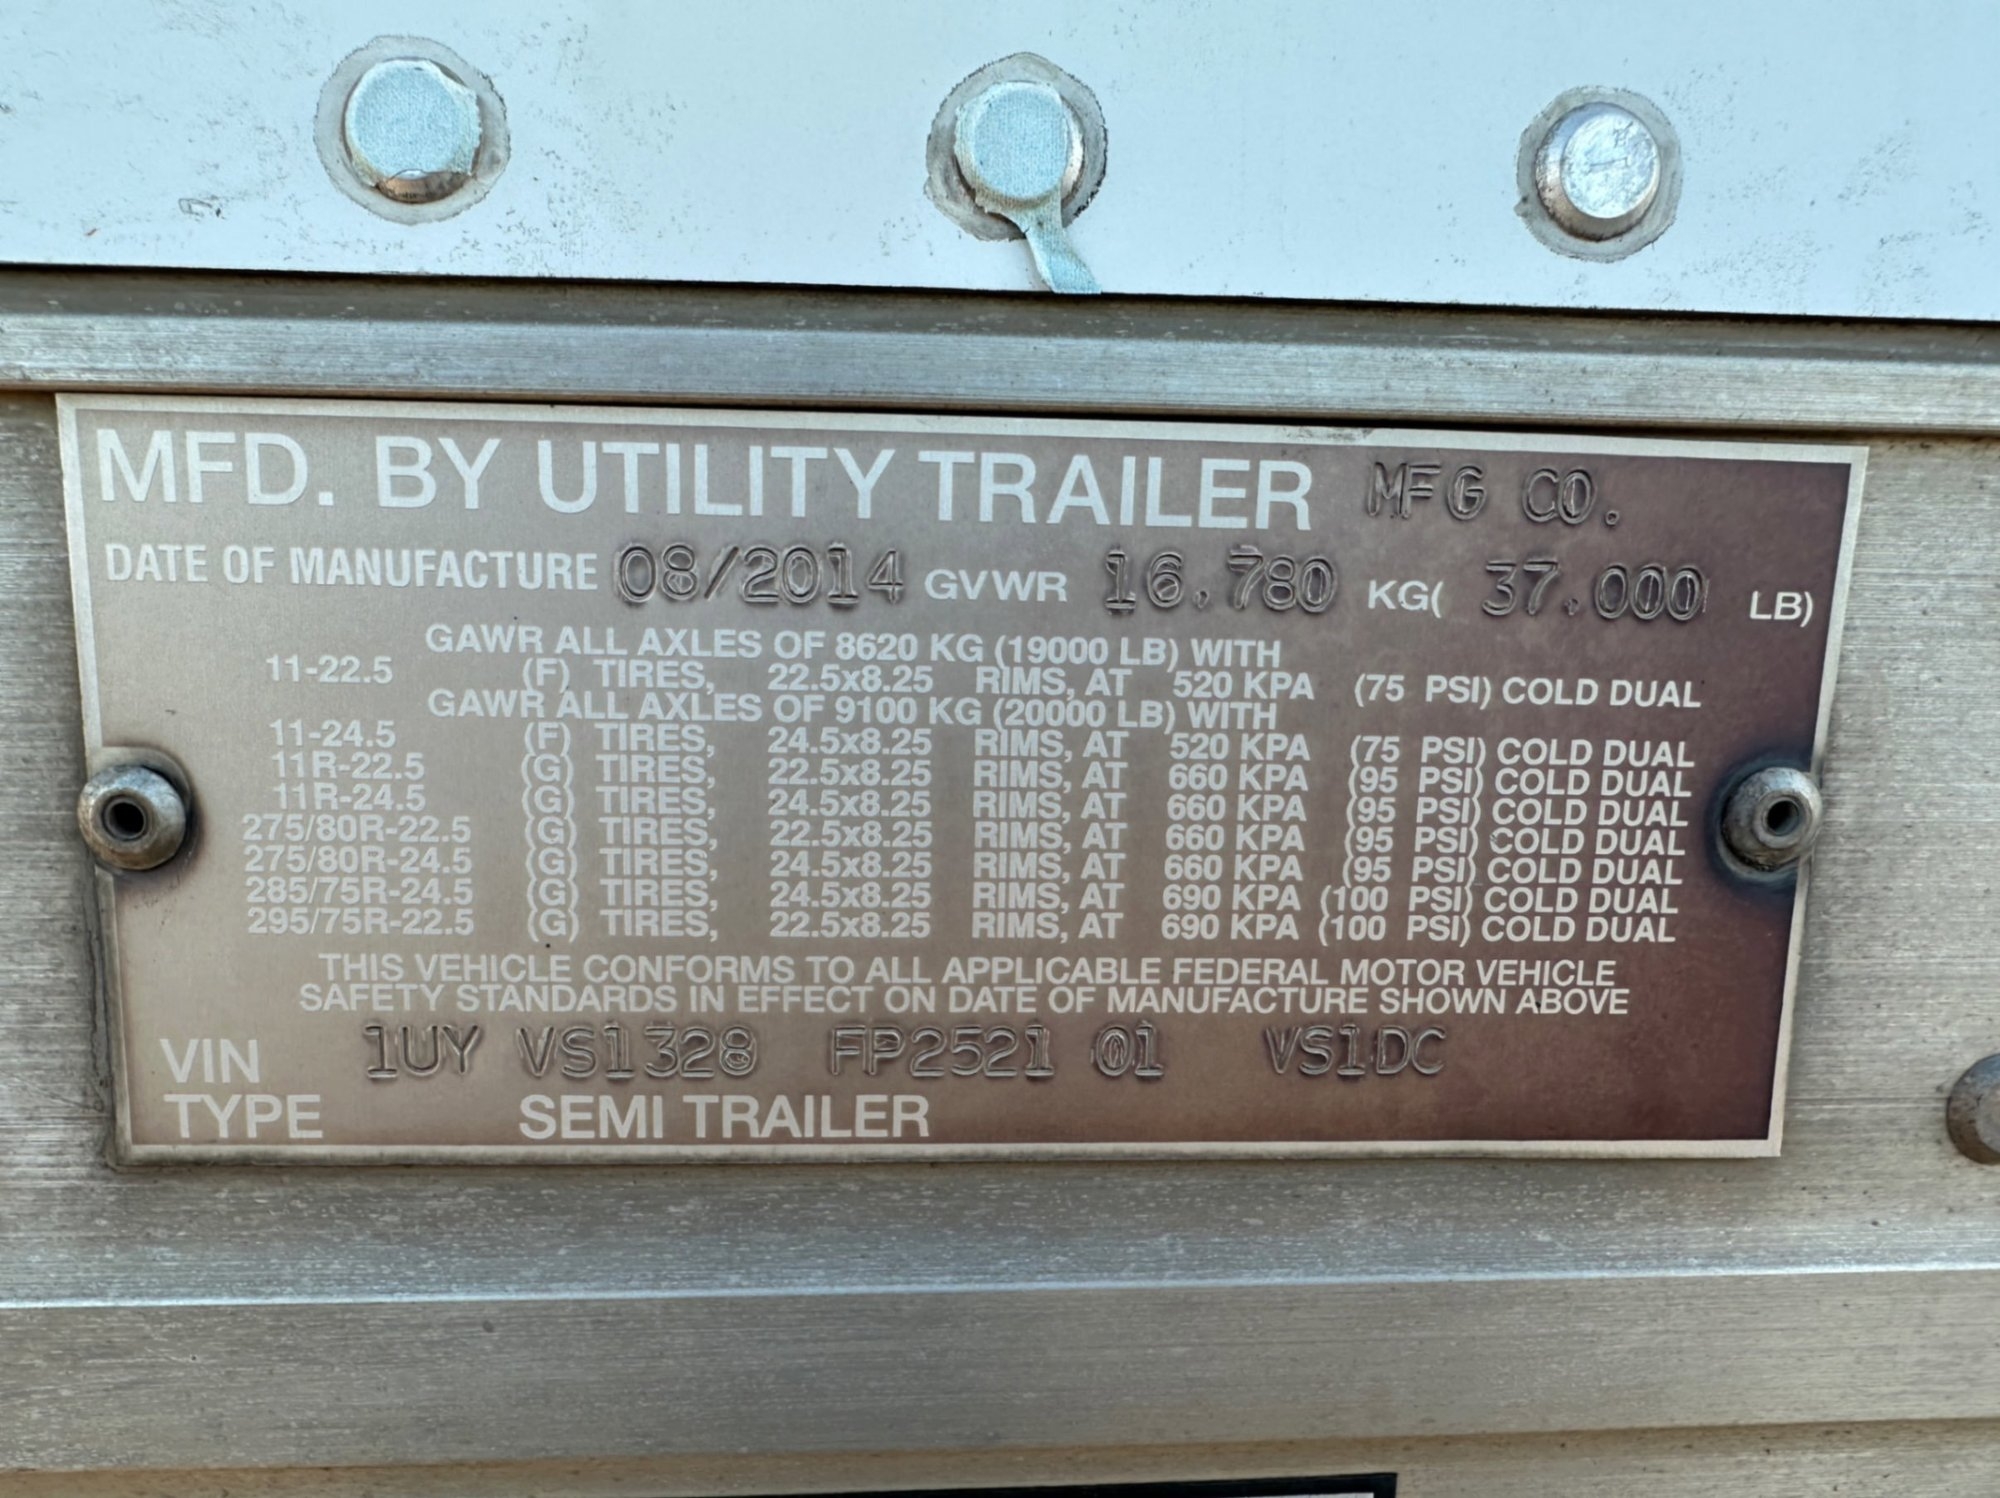 MFD. BY UTILITY TRAILER MFG CO.
DATE OF MANUFACTURE 08/2014 GVWR 16.780 KG( 37.000 LB)
GAWR ALL AXLES OF 8620 KG (19000 LB) WITH
11-22.5 (F) TIRES, 22.5x8.25 RIMS, AT 520 KPA (75 PSI) COLD DUAL
GAWR ALL AXLES OF 9100 KG (20000 LB) WITH
11-24.5 (F) TIRES, 24.5x8.25 RIMS, AT 520 KPA (75 PSI) COLD DUAL
11R-22.5 (G) TIRES, 22.5x8.25 RIMS, AT 660 KPA (95 PSI) COLD DUAL
11R-24.5 (G) TIRES, 24.5x8.25 RIMS, AT 660 KPA (95 PSI) COLD DUAL
275/80R-22.5 (G) TIRES, 22.5x8.25 RIMS, AT 660 KPA (95 PSI) COLD DUAL
275/80R-24.5 (G) TIRES, 24.5x8.25 RIMS, AT 660 KPA (95 PSI) COLD DUAL
285/75R-24.5 (G) TIRES, 24.5x8.25 RIMS, AT 690 KPA (100 PSI) COLD DUAL
295/75R-22.5 (G) TIRES, 22.5x8.25 RIMS, AT 690 KPA (100 PSI) COLD DUAL
THIS VEHICLE CONFORMS TO ALL APPLICABLE FEDERAL MOTOR VEHICLE
SAFETY STANDARDS IN EFFECT ON DATE OF MANUFACTURE SHOWN ABOVE
VIN 1UY VS1328 FP2521 01 VS1DC
TYPE SEMI TRAILER